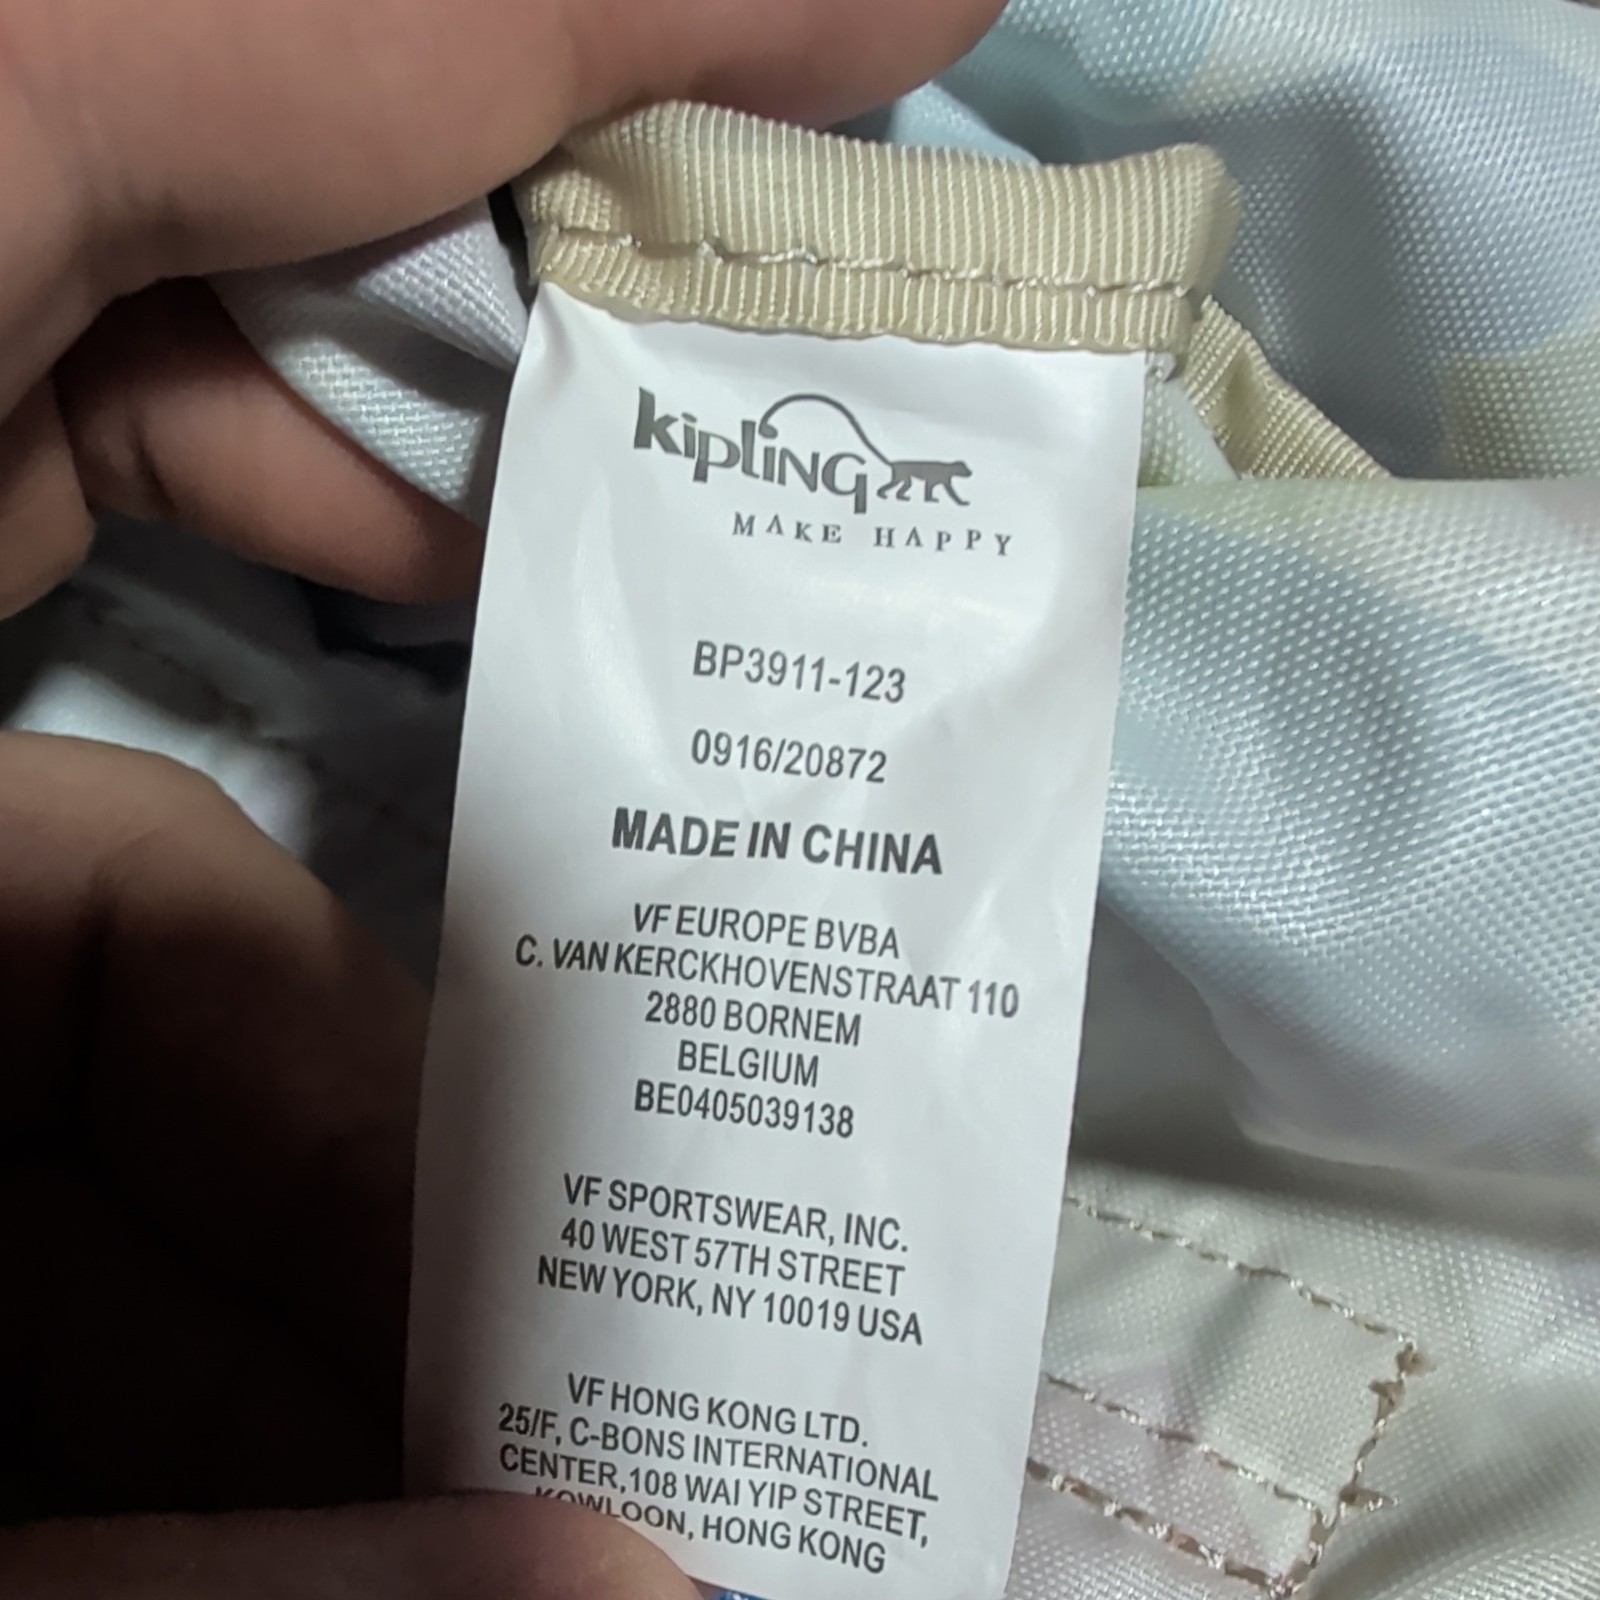 kipling
MAKE HAPPY
BP3911-123
0916/20872
MADE IN CHINA
VF EUROPE BVBA
C. VAN KERCKHOVENSTRAAT 110
2880 BORNEM
BELGIUM
BE0405039138
VF SPORTSWEAR, INC.
40 WEST 57TH STREET
NEW YORK, NY 10019 USA
VF HONG KONG LTD.
25/F, C-BONS INTERNATIONAL
CENTER,108 WAI YIP STREET,
KOWLOON, HONG KONG